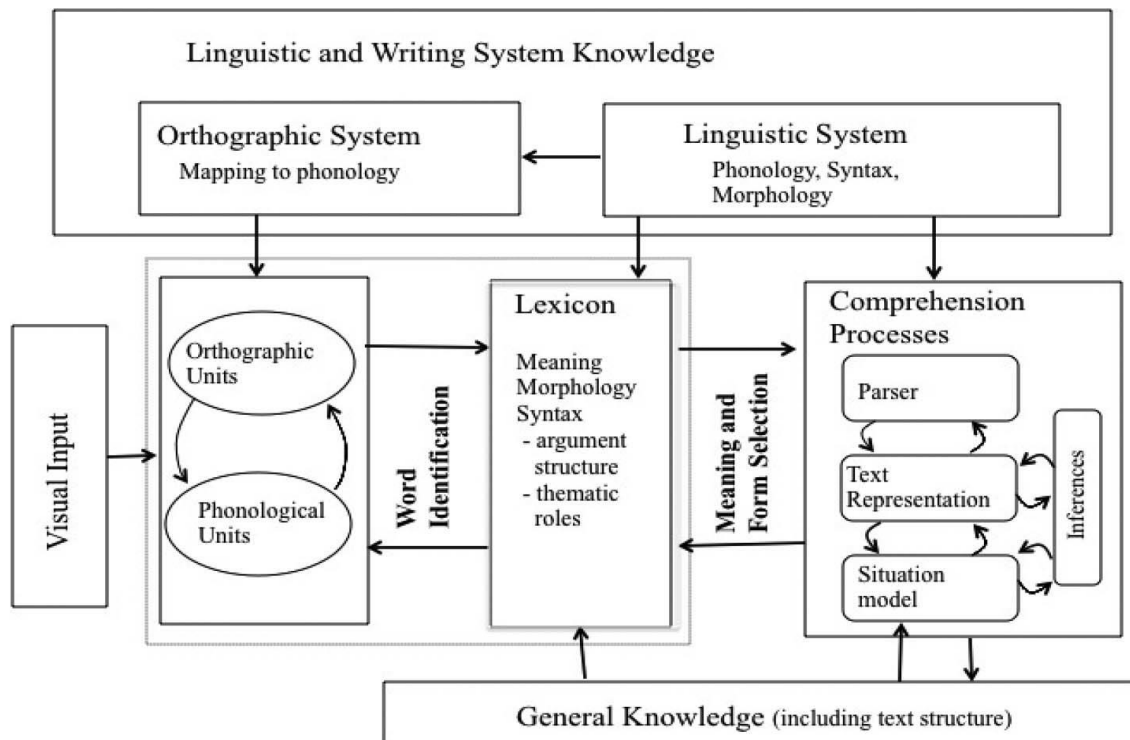 Linguistic and Writing System Knowledge
Orthographic System
Mapping to phonology
Linguistic System
Phonology, Syntax,
Morphology
Visual Input
Orthographic
Units
Phonological
Units
Word
Identification
Lexicon
Meaning
Morphology
Syntax
- argument
structure
- thematic
roles
Meaning and
Form Selection
Comprehension
Processes
Parser
Text
Representation
Situation
model
Inferences
General Knowledge (including text structure)